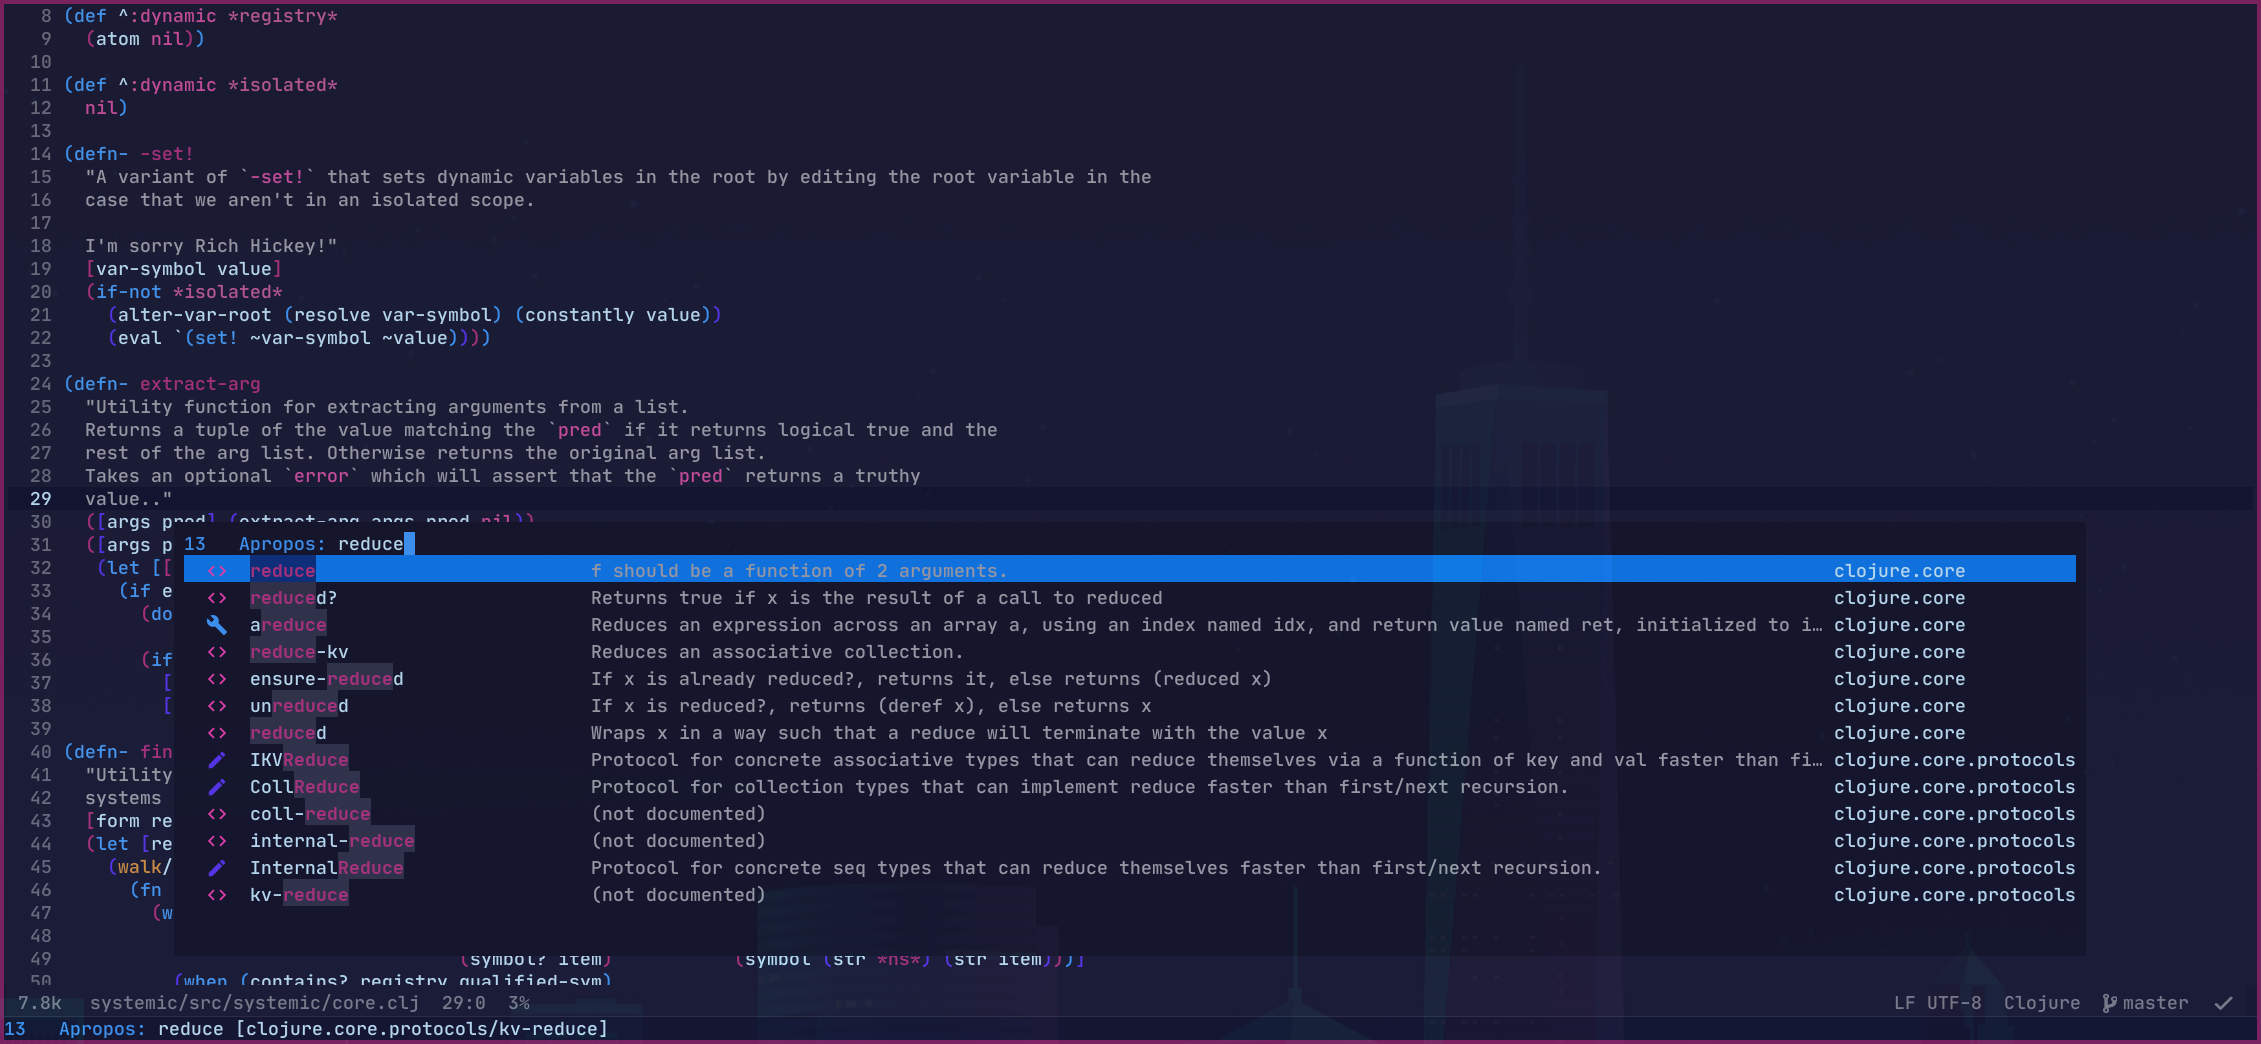 8 (def ^:dynamic *registry*
9   (atom nil))
10
11 (def ^:dynamic *isolated*
12   nil)
13
14 (defn- -set!
15   "A variant of `-set!` that sets dynamic variables in the root by editing the root variable in the
16   case that we aren't in an isolated scope.
17
18   I'm sorry Rich Hickey!"
19   [var-symbol value]
20   (if-not *isolated*
21     (alter-var-root (resolve var-symbol) (constantly value))
22     (eval `(set! ~var-symbol ~value))))
23
24 (defn- extract-arg
25   "Utility function for extracting arguments from a list.
26   Returns a tuple of the value matching the `pred` if it returns logical true and the
27   rest of the arg list. Otherwise returns the original arg list.
28   Takes an optional `error` which will assert that the `pred` returns a truthy
29   value.."
30   ([args pred] (extract-arg args pred nil))
31   ([args p
13 Apropos: reduce
32    (let [[
<> reduce f should be a function of 2 arguments. clojure.core
33      (if e
<> reduced? Returns true if x is the result of a call to reduced clojure.core
34        (do
areduce Reduces an expression across an array a, using an index named idx, and return value named ret, initialized to i… clojure.core
35
<> reduce-kv Reduces an associative collection. clojure.core
36        (if
<> ensure-reduced If x is already reduced?, returns it, else returns (reduced x) clojure.core
37          [
<> unreduced If x is reduced?, returns (deref x), else returns x clojure.core
38          [
<> reduced Wraps x in a way such that a reduce will terminate with the value x clojure.core
39
40 (defn- fin
IKVReduce Protocol for concrete associative types that can reduce themselves via a function of key and val faster than fi… clojure.core.protocols
41   "Utility
CollReduce Protocol for collection types that can implement reduce faster than first/next recursion. clojure.core.protocols
42   systems
<> coll-reduce (not documented) clojure.core.protocols
43   [form re
<> internal-reduce (not documented) clojure.core.protocols
44   (let [re
InternalReduce Protocol for concrete seq types that can reduce themselves faster than first/next recursion. clojure.core.protocols
45     (walk/
46       (fn
<> kv-reduce (not documented) clojure.core.protocols
47         (w
48
49 (symbol? item) (symbol (str *ns*) (str item)))]
50 (when (contains? registry qualified-sym)
7.8k systemic/src/systemic/core.clj 29:0 3% LF UTF-8 Clojure master
13 Apropos: reduce [clojure.core.protocols/kv-reduce]